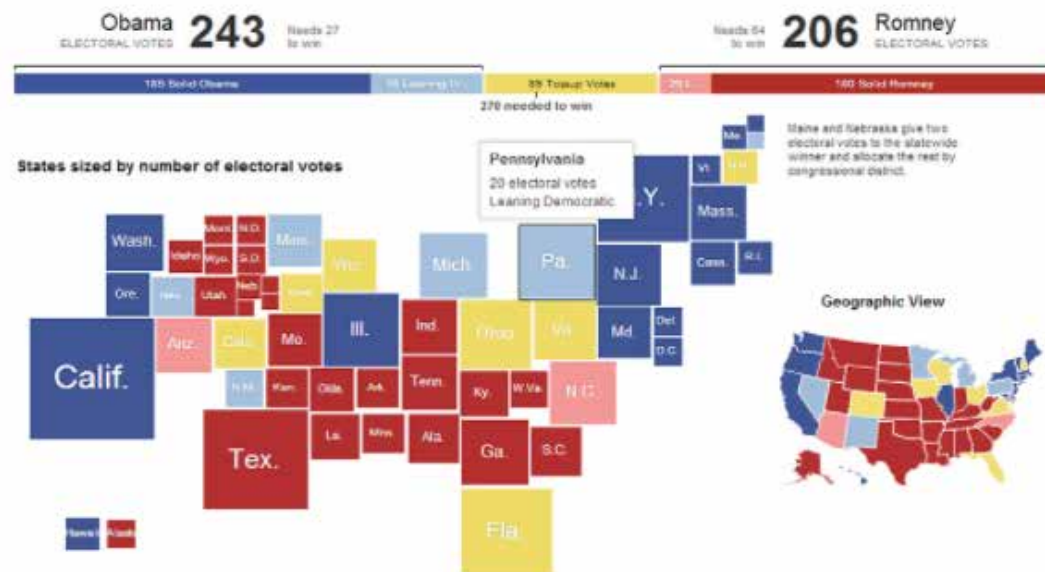 Obama
ELECTORAL VOTES
243
Needs 27
to win
Needs 64
to win
206
Romney
ELECTORAL VOTES
185 Solid Obama
89 Tossup Votes
180 Solid Romney
270 needed to win
States sized by number of electoral votes
Pennsylvania
20 electoral votes
Leaning Democratic
Maine and Nebraska give two
electoral votes to the statewide
winner and allocate the rest by
congressional district.
Me.
Vt.
N.H.
.Y.
Mass.
Wash.
Mont.
N.D.
Minn.
Idaho
Wyo.
S.D.
Wisc.
Mich.
Pa.
N.J.
Conn.
R.I.
Ore.
Nev.
Utah
Neb.
Iowa
Geographic View
Calif.
Ariz.
Colo.
Mo.
Ill.
Ind.
Ohio
Va.
Md.
Del.
D.C.
N.M.
Kan.
Okla.
Ark.
Tenn.
Ky.
W.Va.
N.C.
Tex.
La.
Miss.
Ala.
Ga.
S.C.
Fla.
Hawaii
Alaska